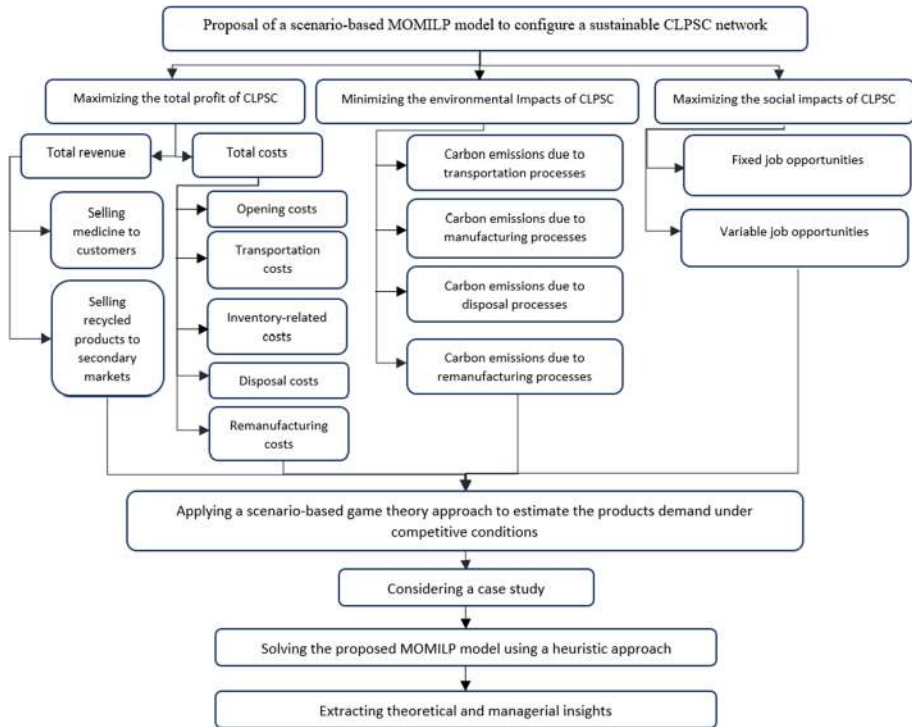 Proposal of a scenario-based MOMILP model to configure a sustainable CLPSC network
Maximizing the total profit of CLPSC
Minimizing the environmental Impacts of CLPSC
Maximizing the social impacts of CLPSC
Total revenue
Total costs
Selling
medicine to
customers
Selling
recycled
products to
secondary
markets
Opening costs
Transportation
costs
Inventory-related
costs
Disposal costs
Remanufacturing
costs
Carbon emissions due to
transportation processes
Carbon emissions due to
manufacturing processes
Carbon emissions due to
disposal processes
Carbon emissions due to
remanufacturing processes
Fixed job opportunities
Variable job opportunities
Applying a scenario-based game theory approach to estimate the products demand under
competitive conditions
Considering a case study
Solving the proposed MOMILP model using a heuristic approach
Extracting theoretical and managerial insights